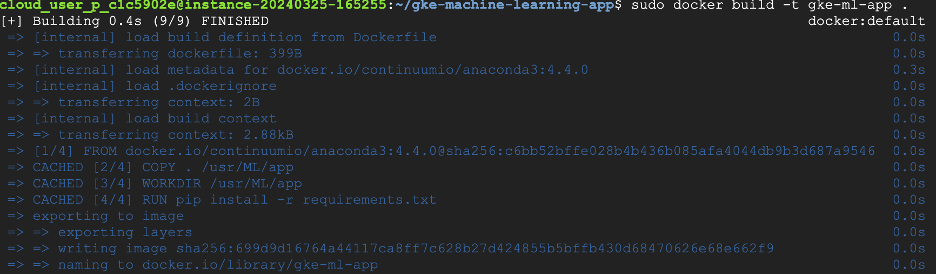 cloud_user_p_c1c5902e@instance-20240325-165255:~/gke-machine-learning-app$ sudo docker build -t gke-ml-app .
[+] Building 0.4s (9/9) FINISHED docker:default
=> [internal] load build definition from Dockerfile 0.0s
=> => transferring dockerfile: 399B 0.0s
=> [internal] load metadata for docker.io/continuumio/anaconda3:4.4.0 0.3s
=> [internal] load .dockerignore 0.0s
=> => transferring context: 2B 0.0s
=> [internal] load build context 0.0s
=> => transferring context: 2.88kB 0.0s
=> [1/4] FROM docker.io/continuumio/anaconda3:4.4.0@sha256:c6bb52bffe028b4b436b085afa4044db9b3d687a9546 0.0s
=> CACHED [2/4] COPY . /usr/ML/app 0.0s
=> CACHED [3/4] WORKDIR /usr/ML/app 0.0s
=> CACHED [4/4] RUN pip install -r requirements.txt 0.0s
=> exporting to image 0.0s
=> => exporting layers 0.0s
=> => writing image sha256:699d9d16764a44117ca8ff7c628b27d424855b5bffb430d68470626e68e662f9 0.0s
=> => naming to docker.io/library/gke-ml-app 0.0s